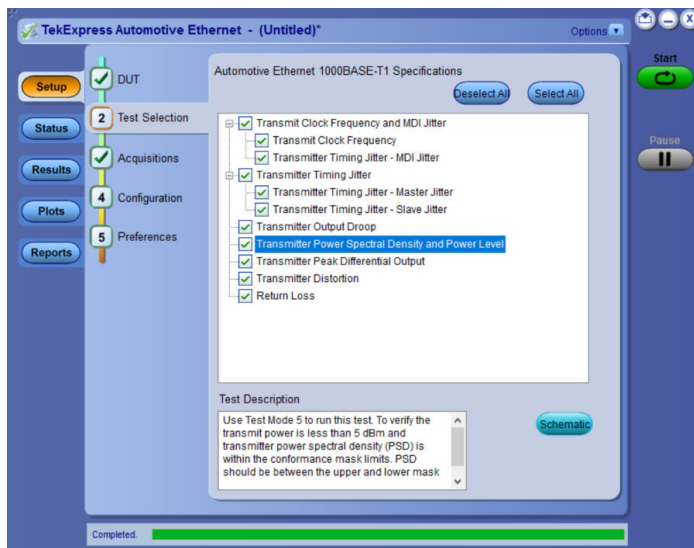 TekExpress Automotive Ethernet - (Untitled)*
Options
X
Start
Pause
Setup
Status
Results
Plots
Reports
DUT
2 Test Selection
Acquisitions
4 Configuration
5 Preferences
Automotive Ethernet 1000BASE-T1 Specifications
Deselect All
Select All
Transmit Clock Frequency and MDI Jitter
Transmit Clock Frequency
Transmitter Timing Jitter - MDI Jitter
Transmitter Timing Jitter
Transmitter Timing Jitter - Master Jitter
Transmitter Timing Jitter - Slave Jitter
Transmitter Output Droop
Transmitter Power Spectral Density and Power Level
Transmitter Peak Differential Output
Transmitter Distortion
Return Loss
Test Description
Use Test Mode 5 to run this test. To verify the
transmit power is less than 5 dBm and
transmitter power spectral density (PSD) is
within the conformance mask limits. PSD
should be between the upper and lower mask
Schematic
Completed.